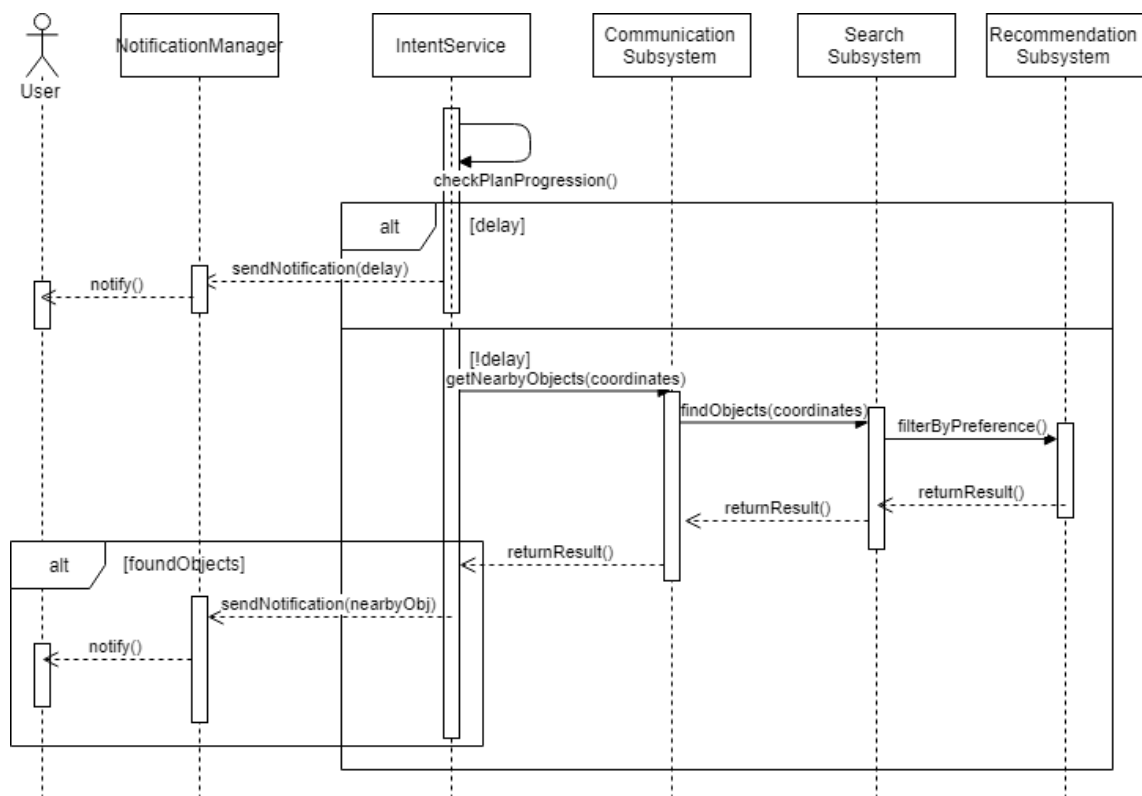 User
NotificationManager
IntentService
Communication
Subsystem
Search
Subsystem
Recommendation
Subsystem
checkPlanProgression()
alt
[delay]
sendNotification(delay)
notify()
[!delay]
getNearbyObjects(coordinates)
findObjects(coordinates)
filterByPreference()
returnResult()
returnResult()
returnResult()
alt
[foundObjects]
sendNotification(nearbyObj)
notify()